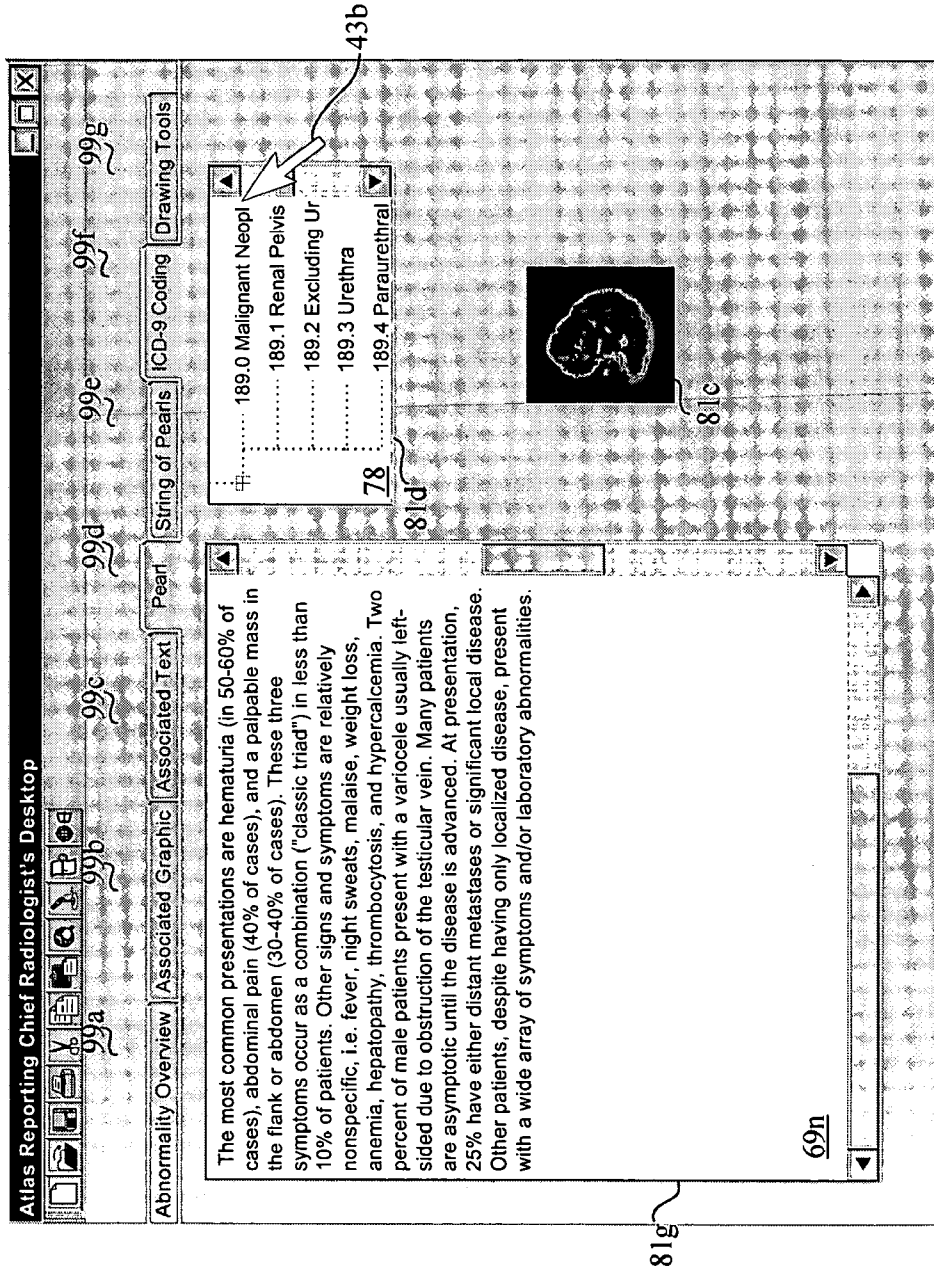 Atlas Reporting Chief Radiologist's Desktop
99a 99b 99c 99d 99e 99f 99g
Abnormality Overview Associated Graphic Associated Text Pearl String of Pearls ICD-9 Coding Drawing Tools
The most common presentations are hematuria (in 50-60% of
cases), abdominal pain (40% of cases), and a palpable mass in
the flank or abdomen (30-40% of cases). These three
symptoms occur as a combination ("classic triad") in less than
10% of patients. Other signs and symptoms are relatively
nonspecific, i.e. fever, night sweats, malaise, weight loss,
anemia, hepatopathy, thrombocytosis, and hypercalcemia. Two
percent of male patients present with a variocele usually left-
sided due to obstruction of the testicular vein. Many patients
are asymptotic until the disease is advanced. At presentation,
25% have either distant metastases or significant local disease.
Other patients, despite having only localized disease, present
with a wide array of symptoms and/or laboratory abnormalities.
69n
81g
189.0 Malignant Neopl
189.1 Renal Pelvis
189.2 Excluding Ur
189.3 Urethra
189.4 Paraurethral
78
81d
43b
81c